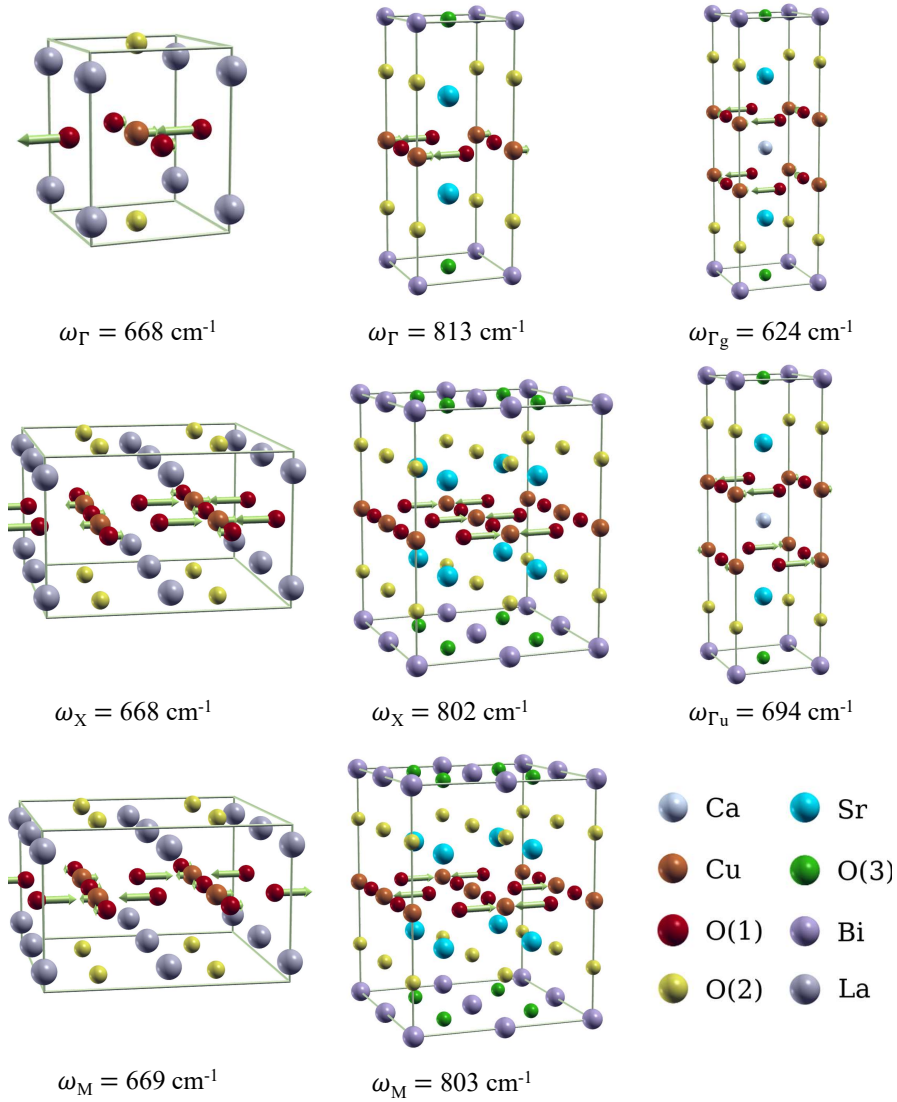 ω_Γ = 668 cm⁻¹
ω_Γ = 813 cm⁻¹
ω_Γg = 624 cm⁻¹
ω_X = 668 cm⁻¹
ω_X = 802 cm⁻¹
ω_Γu = 694 cm⁻¹
ω_M = 669 cm⁻¹
ω_M = 803 cm⁻¹
Ca
Sr
Cu
O(3)
O(1)
Bi
O(2)
La